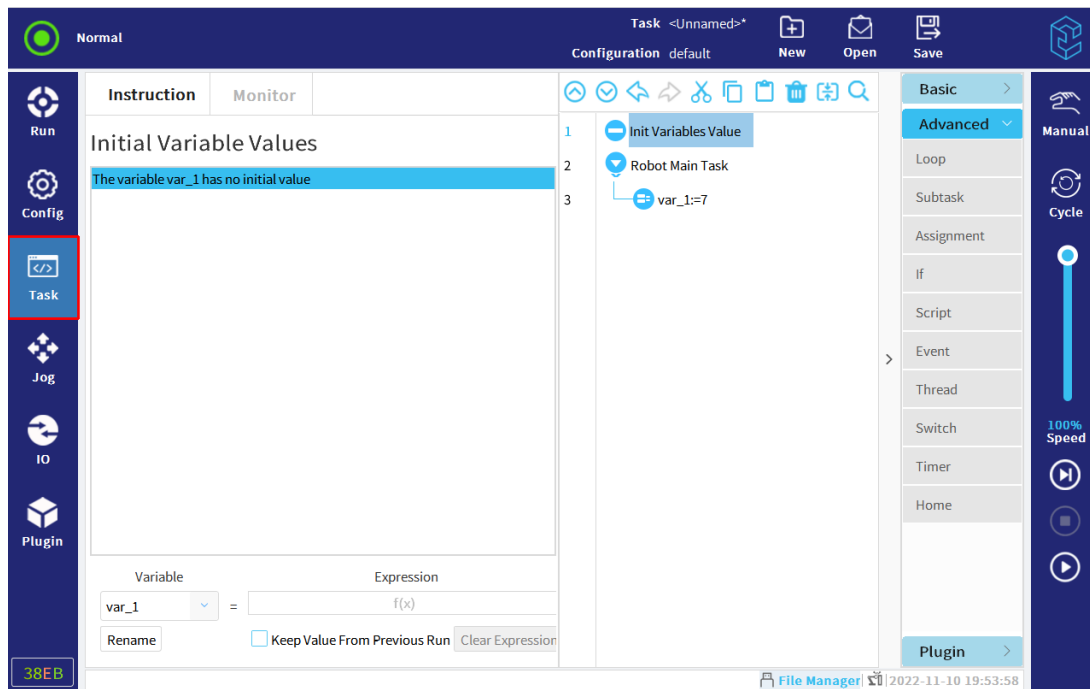 Normal
Task <Unnamed>*
Configuration default
New
Open
Save
Run
Config
Task
Jog
IO
Plugin
38EB
Instruction
Monitor
Initial Variable Values
The variable var_1 has no initial value
Variable
Expression
var_1 = f(x)
Rename
Keep Value From Previous Run
Clear Expression
1 Init Variables Value
2 Robot Main Task
3 var_1:=7
Basic
Advanced
Loop
Subtask
Assignment
If
Script
Event
Thread
Switch
Timer
Home
Plugin
Manual
Cycle
100%
Speed
File Manager
2022-11-10 19:53:58